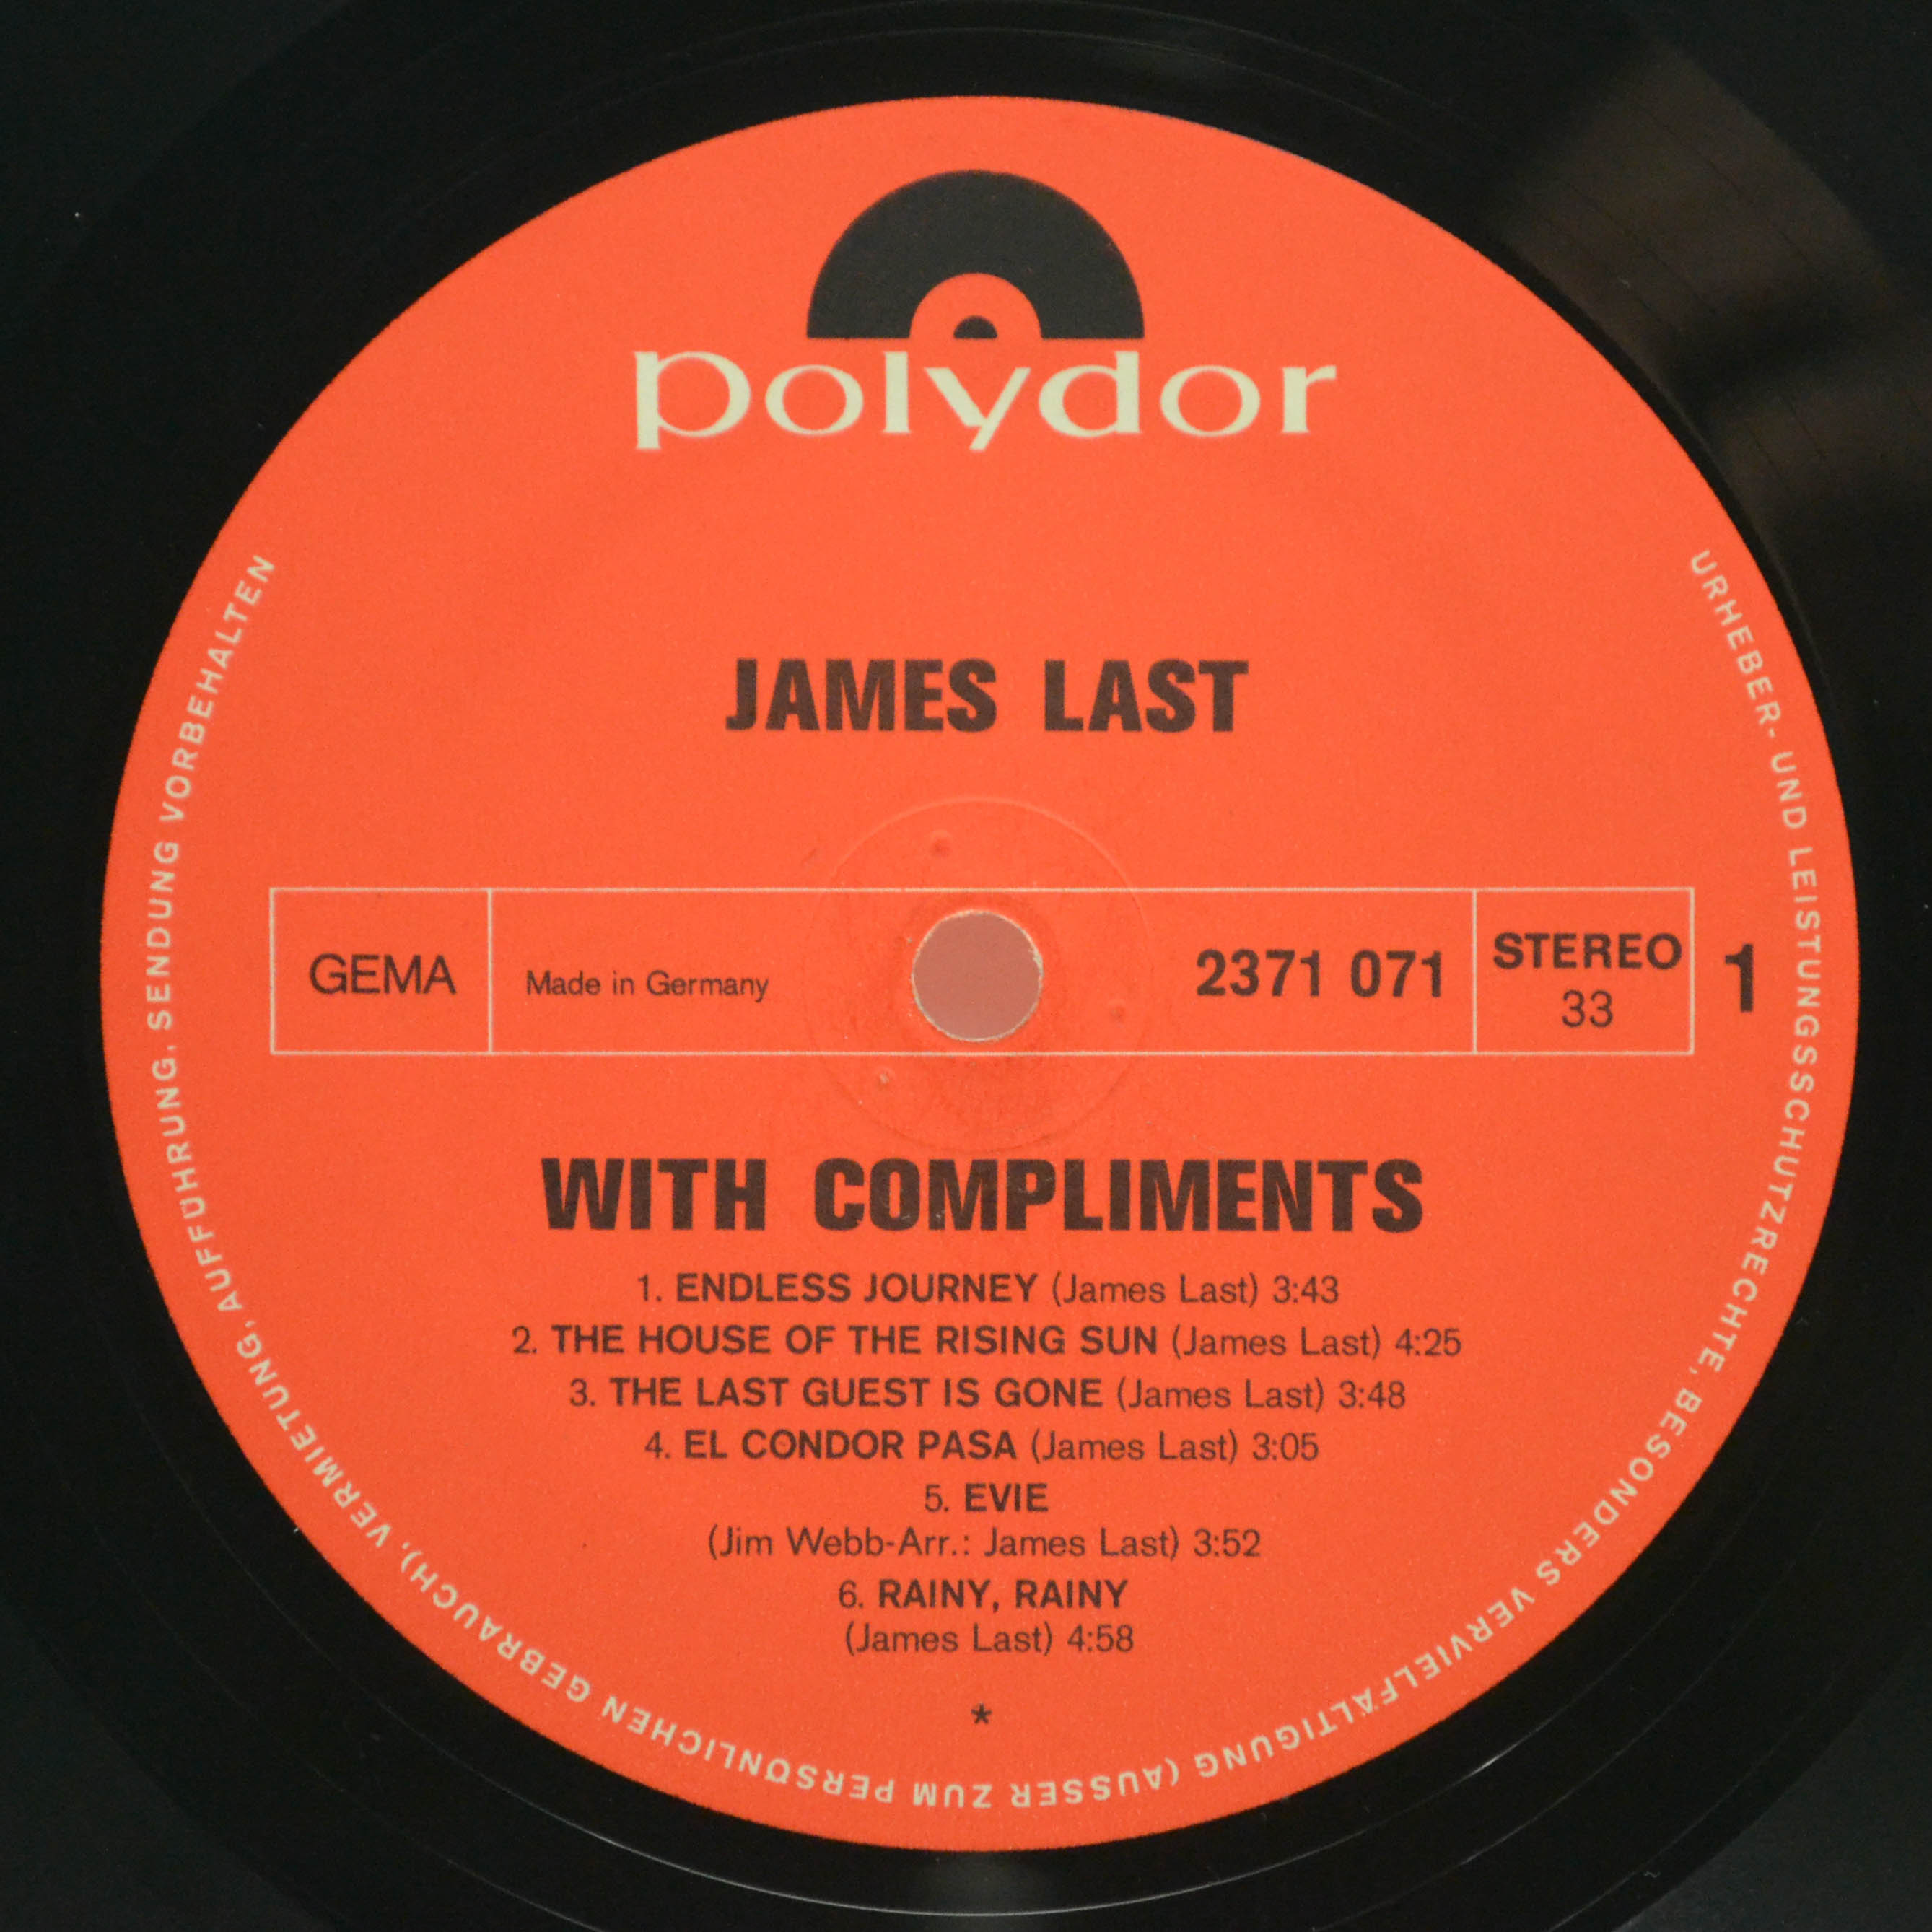 polydor
JAMES LAST
GEMA
Made in Germany
2371 071
STEREO
33
1
WITH COMPLIMENTS
1. ENDLESS JOURNEY (James Last) 3:43
2. THE HOUSE OF THE RISING SUN (James Last) 4:25
3. THE LAST GUEST IS GONE (James Last) 3:48
4. EL CONDOR PASA (James Last) 3:05
5. EVIE
(Jim Webb-Arr.: James Last) 3:52
6. RAINY, RAINY
(James Last) 4:58
*
URHEBER- UND LEISTUNGSSCHUTZRECHTE, BESONDERS VERVIELFÄLTIGUNG (AUSSER ZUM PERSÖNLICHEN GEBRAUCH), VERMIETUNG, AUFFÜHRUNG, SENDUNG VORBEHALTEN